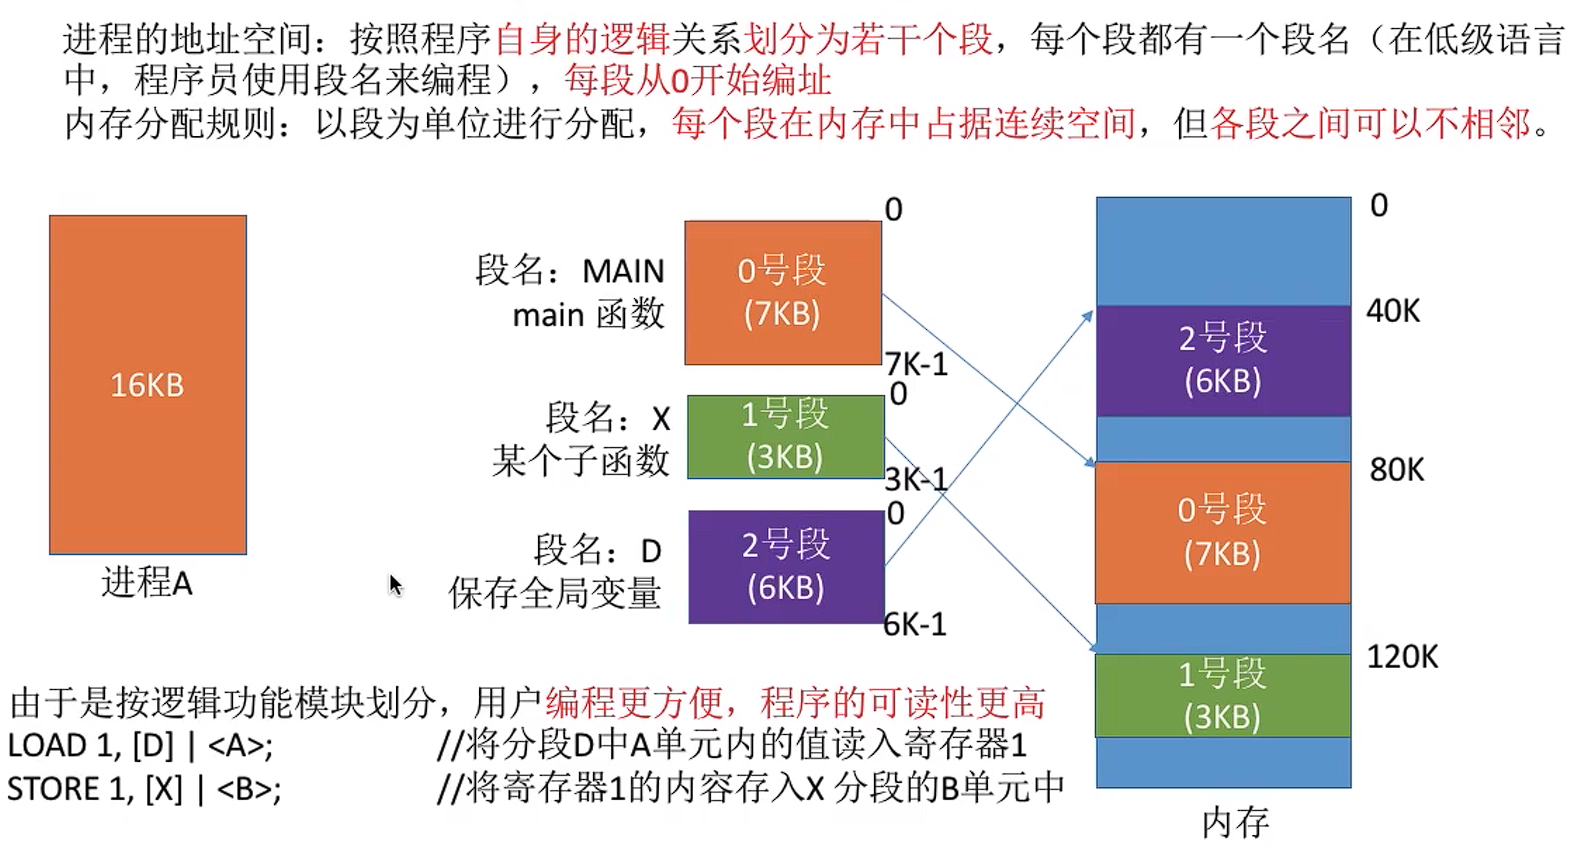 进程的地址空间：按照程序自身的逻辑关系划分为若干个段，每个段都有一个段名（在低级语言
中，程序员使用段名来编程），每段从0开始编址
内存分配规则：以段为单位进行分配，每个段在内存中占据连续空间，但各段之间可以不相邻。
16KB
进程A
段名：MAIN
main 函数
0
0号段
(7KB)
7K-1
段名：X
某个子函数
0
1号段
(3KB)
3K-1
段名：D
保存全局变量
0
2号段
(6KB)
6K-1
0
40K
2号段
(6KB)
80K
0号段
(7KB)
120K
1号段
(3KB)
内存
由于是按逻辑功能模块划分，用户编程更方便，程序的可读性更高
LOAD 1, [D] | <A>; //将分段D中A单元内的值读入寄存器1
STORE 1, [X] | <B>; //将寄存器1的内容存入X 分段的B单元中